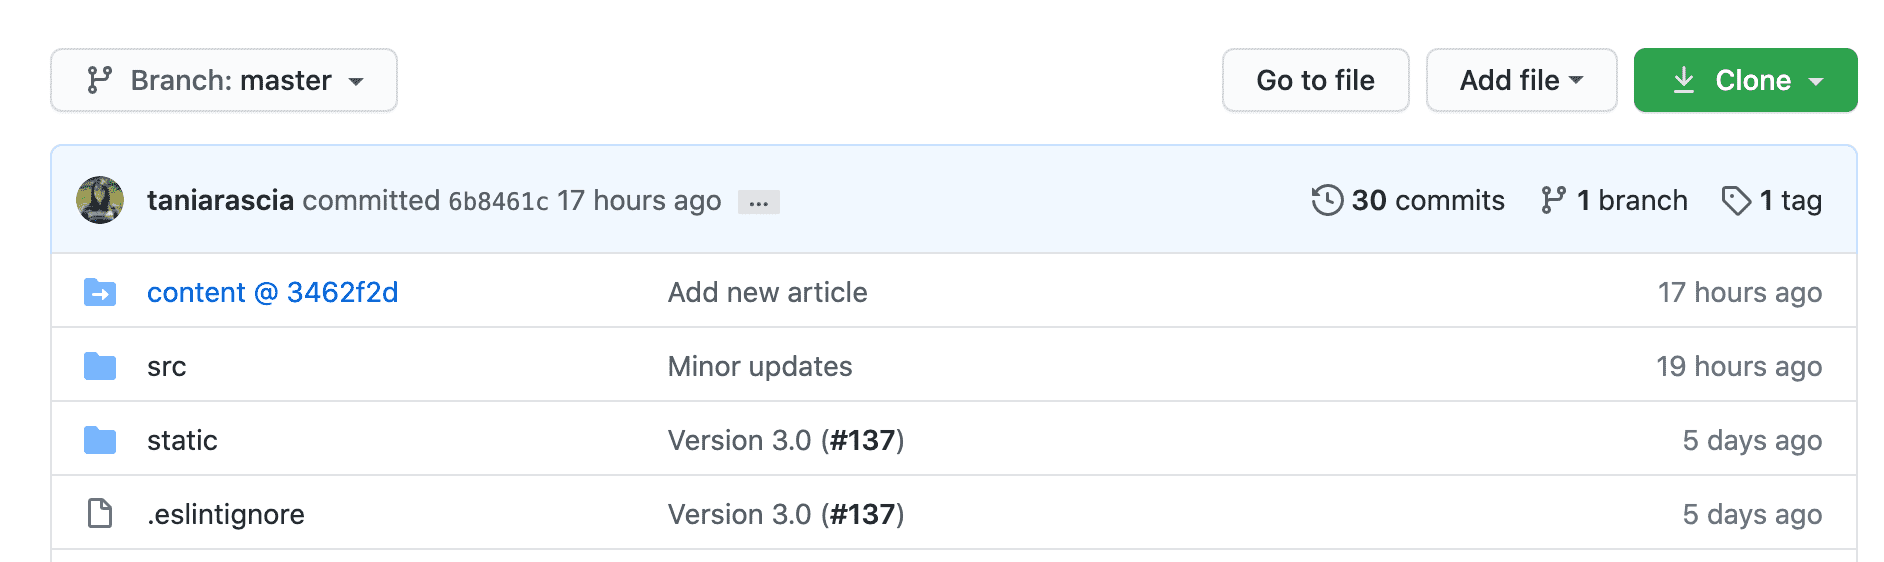 Branch: master Go to file Add file Clone
taniarascia committed 6b8461c 17 hours ago ... 30 commits 1 branch 1 tag
content @ 3462f2d Add new article 17 hours ago
src Minor updates 19 hours ago
static Version 3.0 (#137) 5 days ago
.eslintignore Version 3.0 (#137) 5 days ago